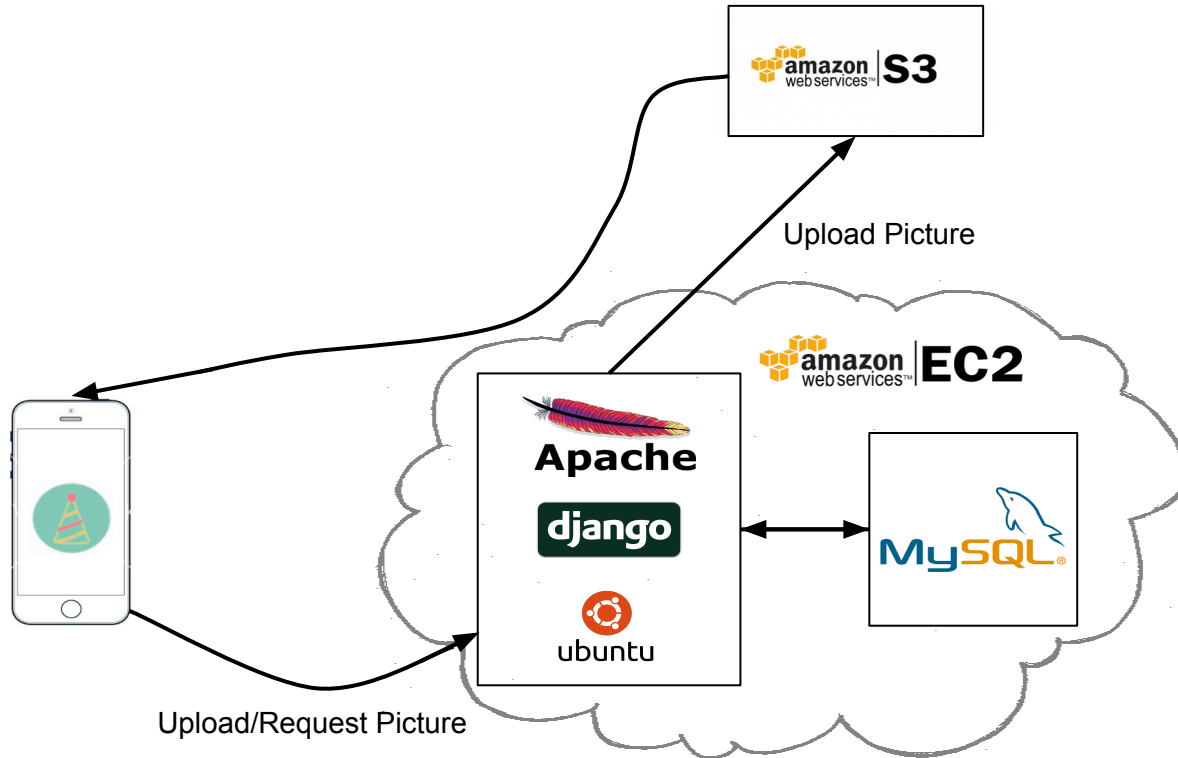 amazon
web services™
S3
Upload Picture
amazon
web services™
EC2
Apache
django
MySQL®
ubuntu
Upload/Request Picture